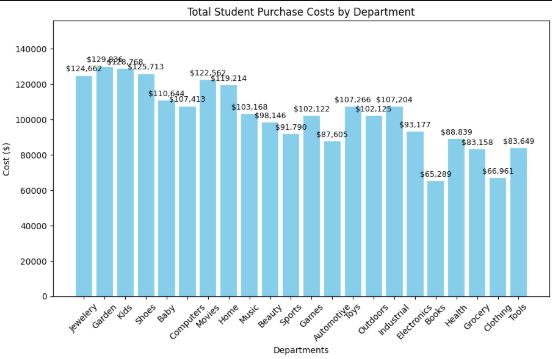 Total Student Purchase Costs by Department
Cost ($)
140000
120000
100000
80000
60000
40000
20000
0
$124,662
$128,768
$125,713
$110,644
$107,413
$122,562
$119,214
$103,168
$98,146
$91,790
$102,122
$87,605
$107,266
$102,125
$107,204
$93,177
$65,289
$88,839
$83,158
$66,961
$83,649
Jewelery
Garden
Kids
Shoes
Baby
Computers
Movies
Home
Music
Beauty
Sports
Games
Automotive
Toys
Outdoors
Industrial
Electronics
Books
Health
Grocery
Clothing
Tools
Departments